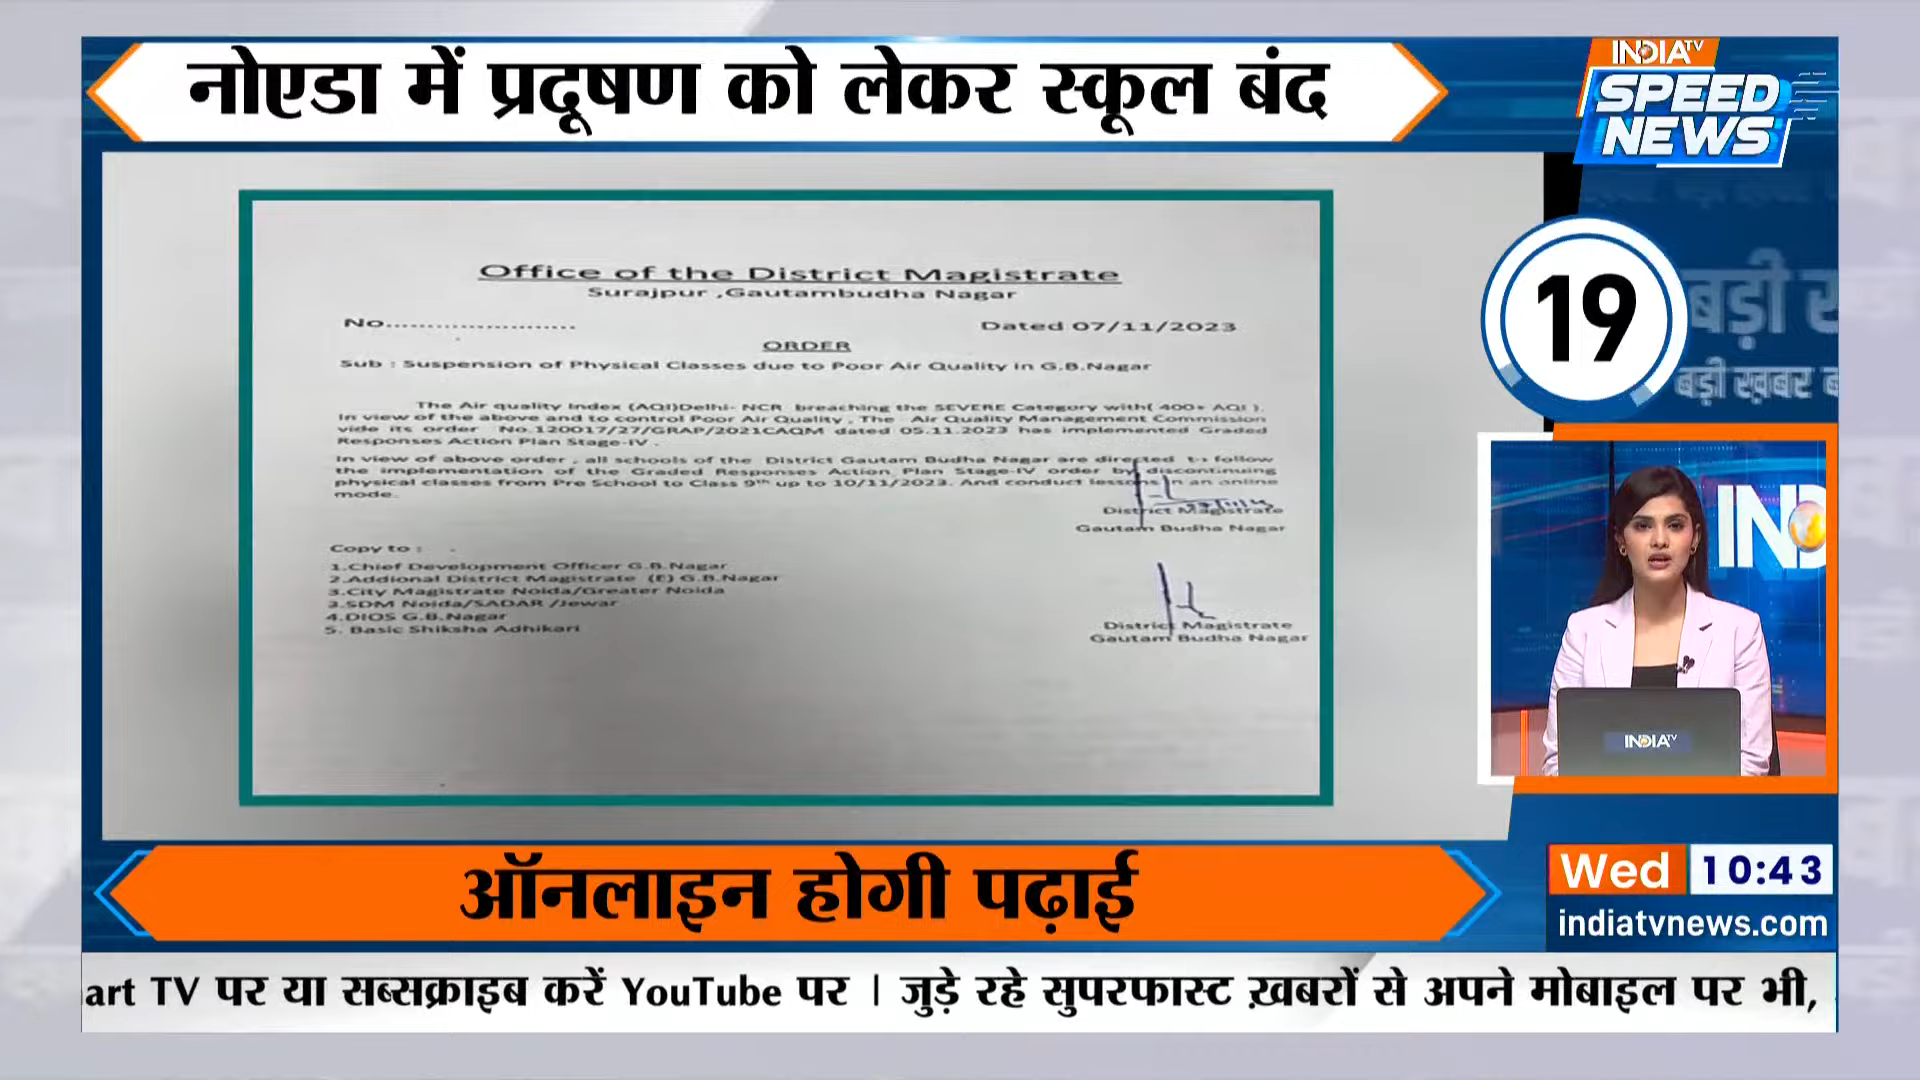 नोएडा में प्रदूषण को लेकर स्कूल बंद
INDIA TV
SPEED
NEWS
Office of the District Magistrate
Surajpur ,Gautambudha Nagar
No......................
Dated 07/11/2023
ORDER
Sub : Suspension of Physical Classes due to Poor Air Quality in G.B.Nagar
The Air quality Index (AQI)Delhi- NCR breaching the SEVERE Category with( 400+ AQI ).
In view of the above and to control Poor Air Quality , The Air Quality Management Commission
vide its order No.120017/27/GRAP/2021CAQM dated 05.11.2023 has implemented Graded
Responses Action Plan Stage-IV .
In view of above order , all schools of the District Gautam Budha Nagar are directed to follow
the implementation of the Graded Responses Action Plan Stage-IV order by discontinuing
physical classes from Pre School to Class 9th up to 10/11/2023. And conduct lessons in an online
mode.
District Magistrate
Gautam Budha Nagar
Copy to :
1.Chief Development Officer G.B.Nagar
2.Addional District Magistrate (E) G.B.Nagar
3.City Magistrate Noida/Greater Noida
3.SDM Noida/SADAR /Jewar
4.DIOS G.B.Nagar
5. Basic Shiksha Adhikari
District Magistrate
Gautam Budha Nagar
19
बड़ी
बड़ी ख़बर
IND
INDIA TV
ऑनलाइन होगी पढ़ाई
Wed 10:43
indiatvnews.com
art TV पर या सब्सक्राइब करें YouTube पर | जुड़े रहे सुपरफास्ट ख़बरों से अपने मोबाइल पर भी,